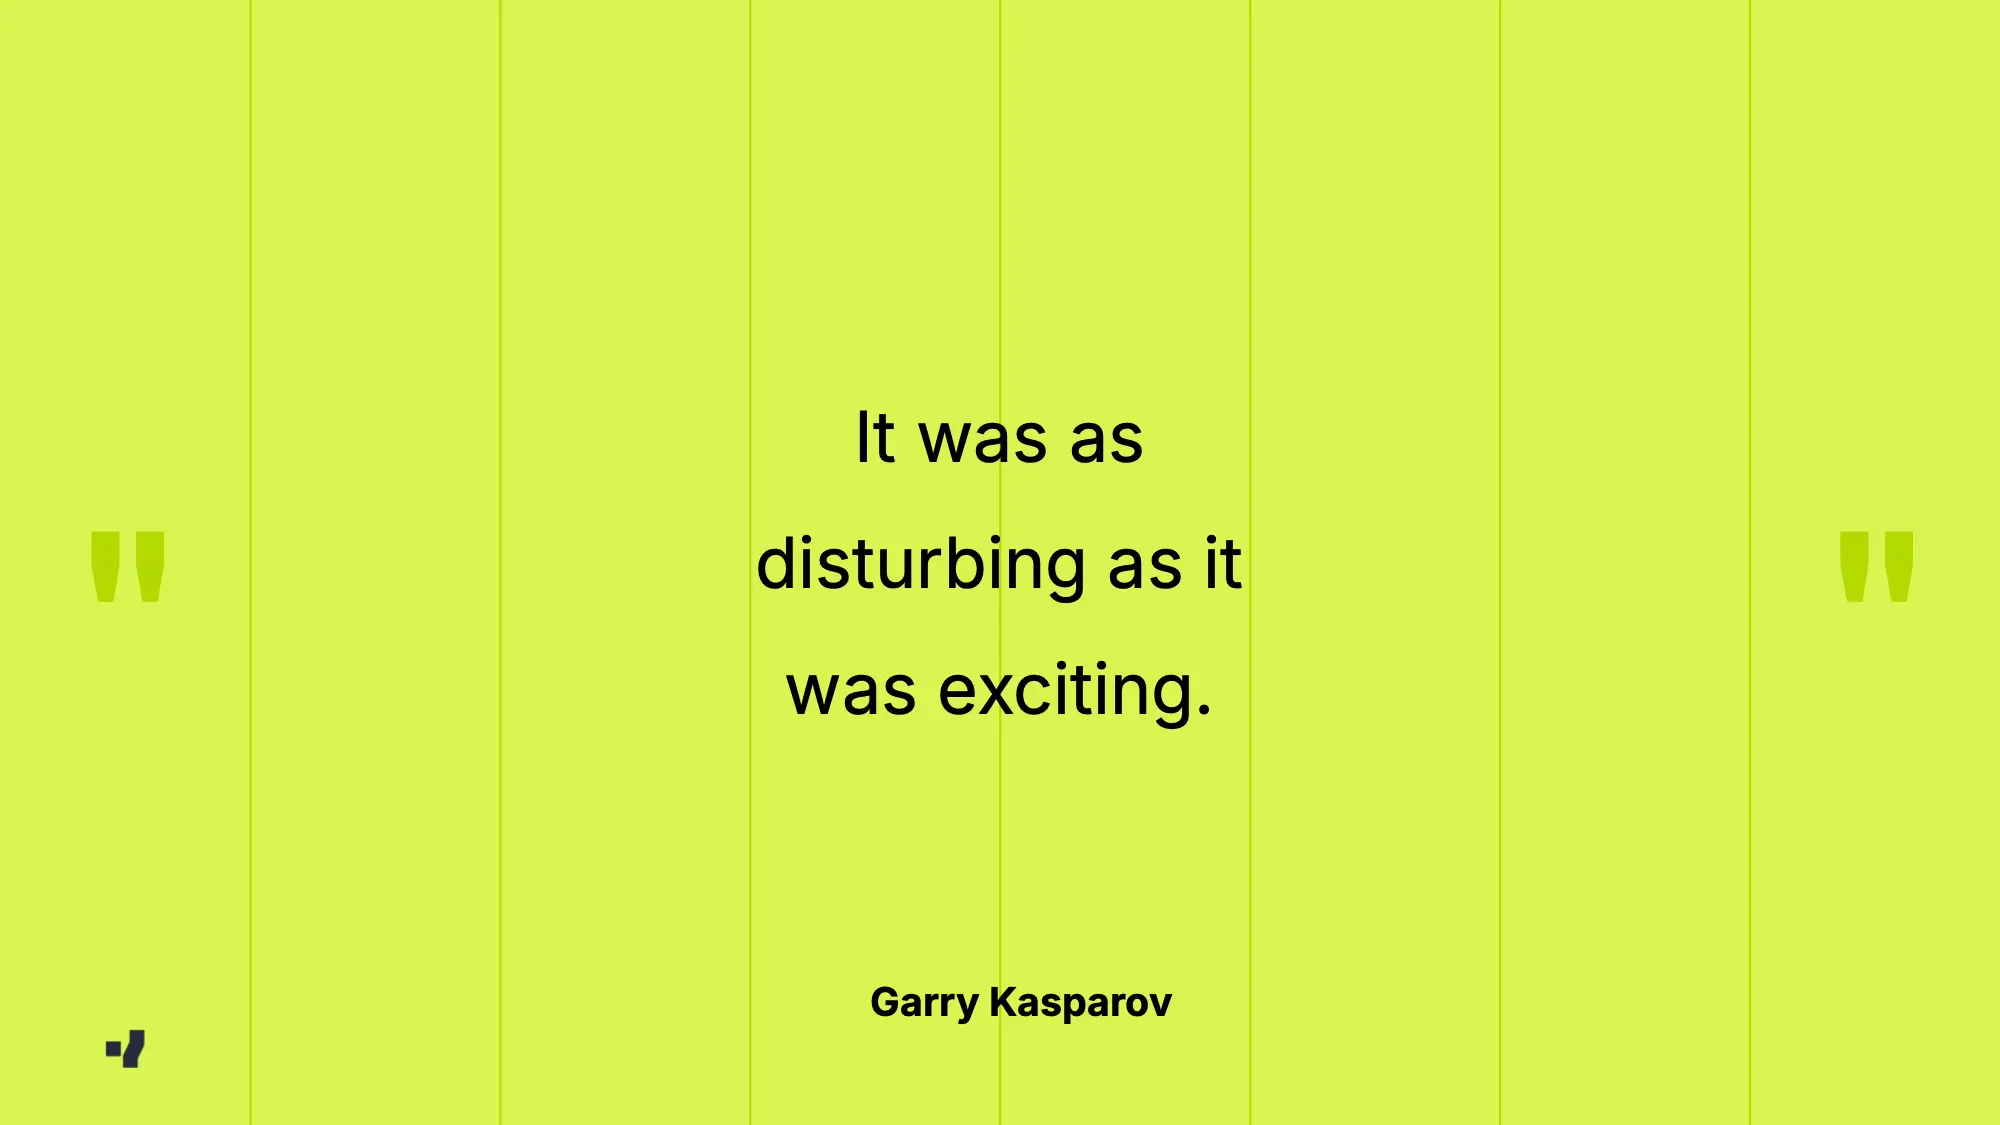 It was as
" disturbing as it "
was exciting.
Garry Kasparov